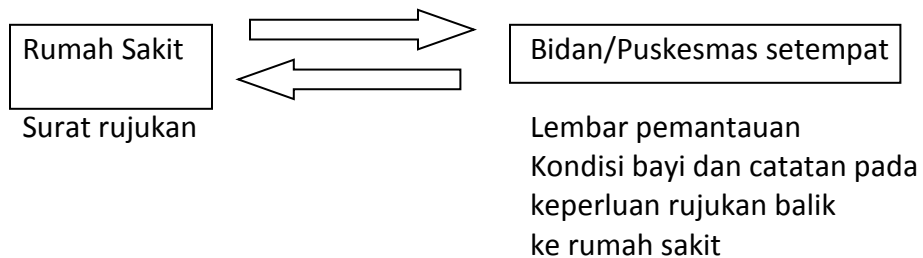 Rumah Sakit
Surat rujukan
Bidan/Puskesmas setempat
Lembar pemantauan
Kondisi bayi dan catatan pada
keperluan rujukan balik
ke rumah sakit